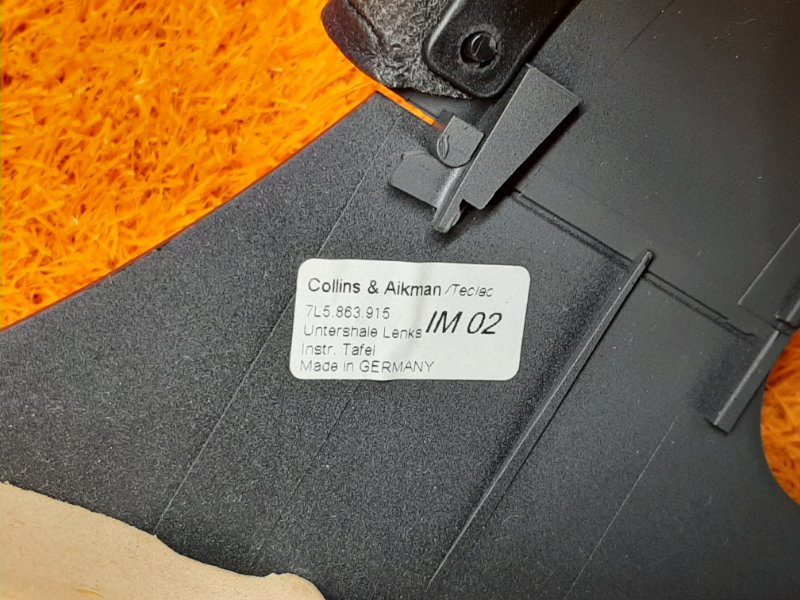 Collins & Aikman /Teclac
7L5.863.915
Untershale Lenks IM 02
Instr. Tafel
Made in GERMANY